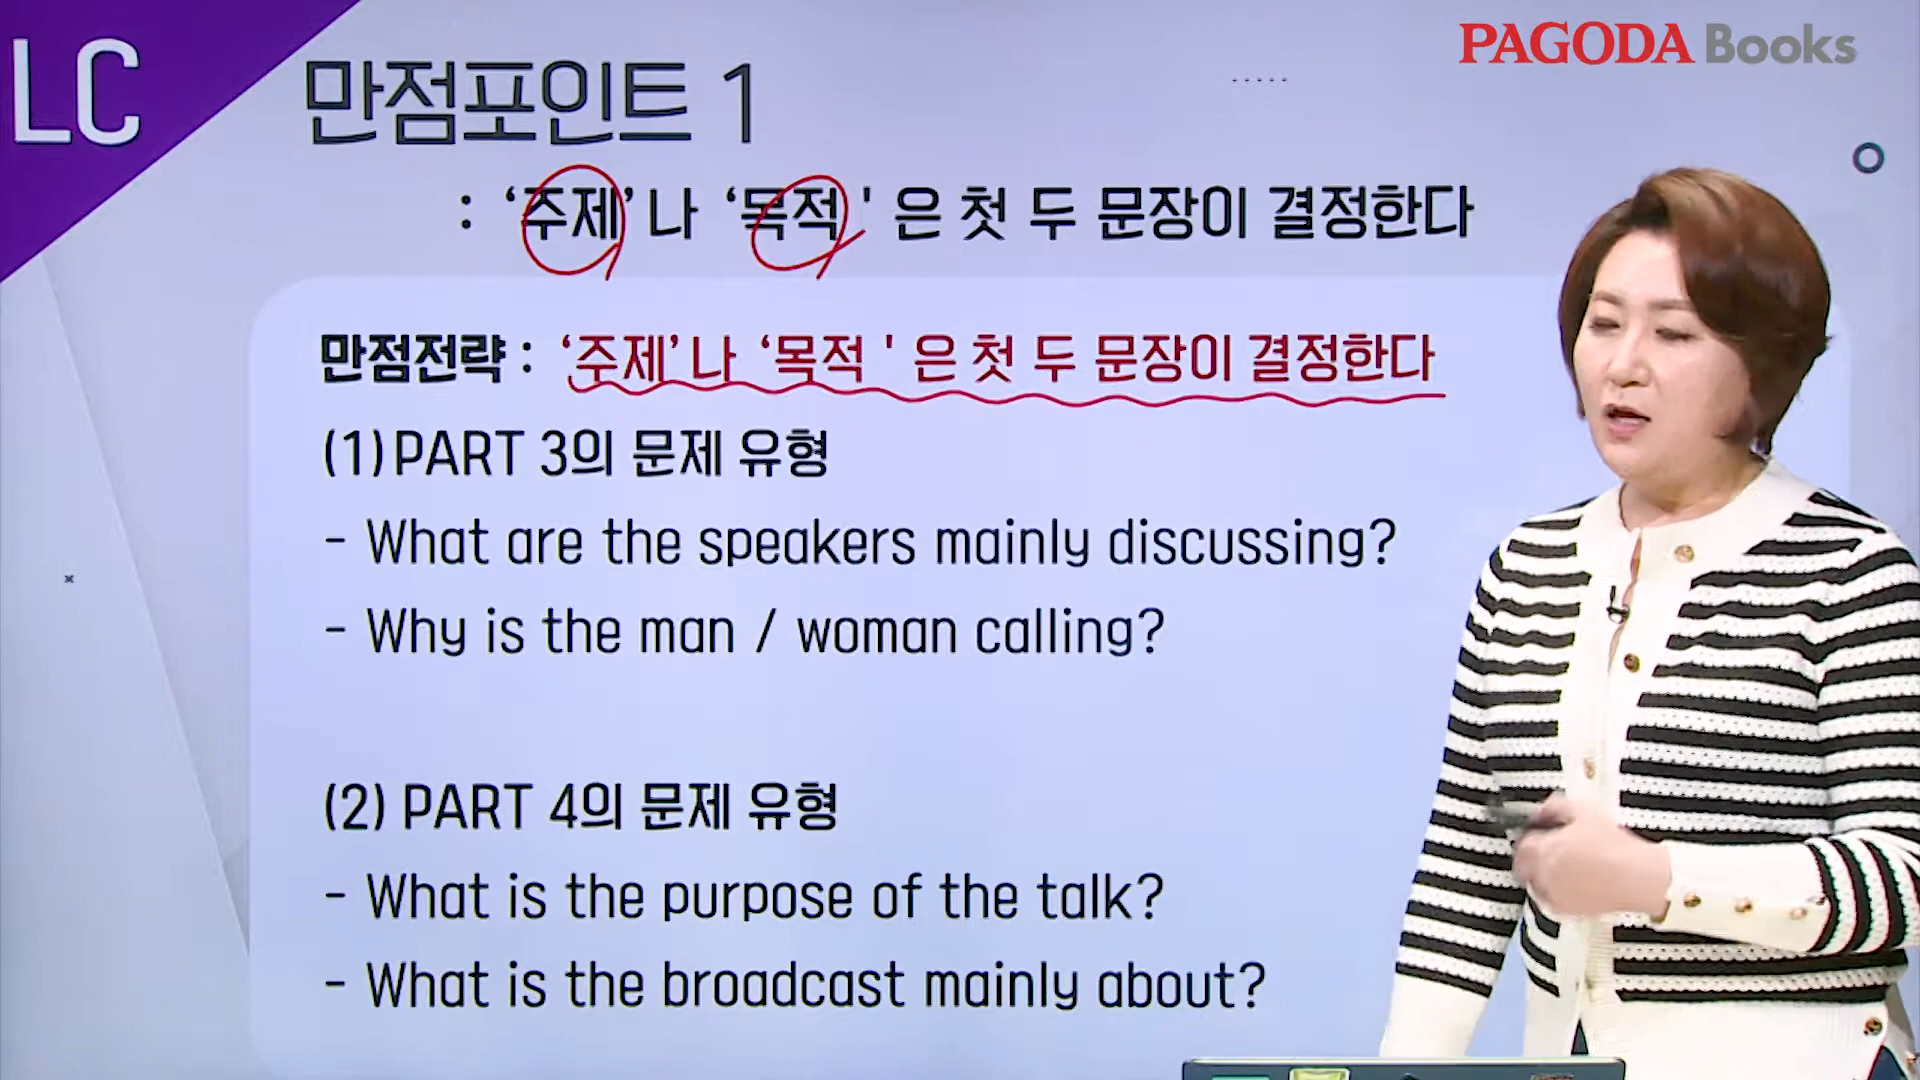 LC
PAGODA Books
만점포인트 1
: ‘주제’나 ‘목적 ' 은 첫 두 문장이 결정한다
만점전략 : ‘주제’나 ‘목적 ' 은 첫 두 문장이 결정한다
(1) PART 3의 문제 유형
- What are the speakers mainly discussing?
- Why is the man / woman calling?
(2) PART 4의 문제 유형
- What is the purpose of the talk?
- What is the broadcast mainly about?